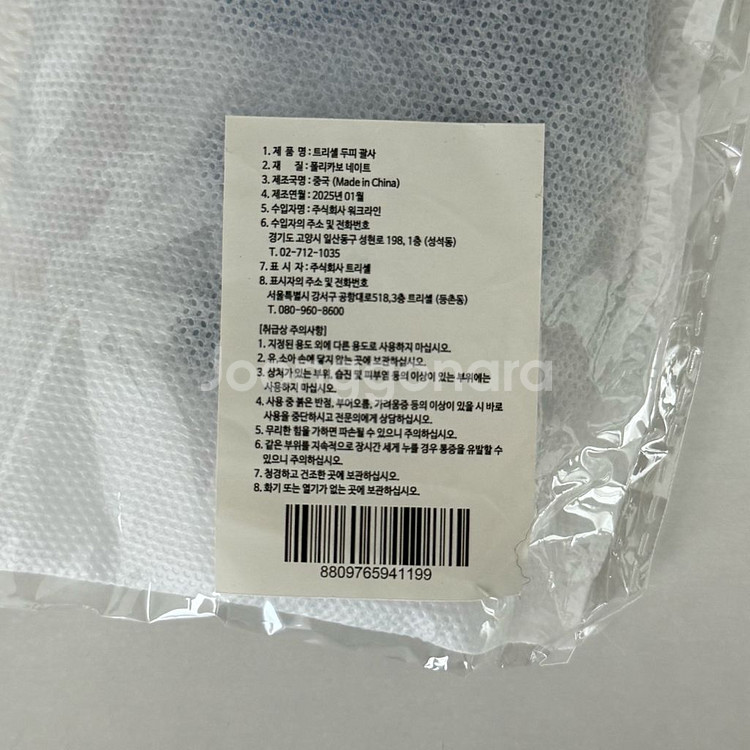 1. 제 품 명 : 트리셀 두피 괄사
2. 재 질 : 폴리카보 네이트
3. 제조국명 : 중국 (Made in China)
4. 제조연월 : 2025년 01월
5. 수입자명 : 주식회사 워크라인
6. 수입자의 주소 및 전화번호
경기도 고양시 일산동구 성현로 198, 1층 (성석동)
T. 02-712-1035
7. 표 시 자 : 주식회사 트리셀
8. 표시자의 주소 및 전화번호
서울특별시 강서구 공항대로518,3층 트리셀 (등촌동)
T. 080-960-8600
[취급상 주의사항]
1. 지정된 용도 외에 다른 용도로 사용하지 마십시오.
2. 유,소아 손에 닿지 않는 곳에 보관하십시오.
3. 상처가 있는 부위, 습진 및 피부염 등의 이상이 있는 부위에는
사용하지 마십시오.
4. 사용 중 붉은 반점, 부어오름, 가려움증 등의 이상이 있을 시 바로
사용을 중단하시고 전문의에게 상담하십시오.
5. 무리한 힘을 가하면 파손될 수 있으니 주의하십시오.
6. 같은 부위를 지속적으로 장시간 세게 누를 경우 통증을 유발할 수
있으니 주의하십시오.
7. 청경하고 건조한 곳에 보관하십시오.
8. 화기 또는 열기가 없는 곳에 보관하십시오.
8809765941199
Joonggonara